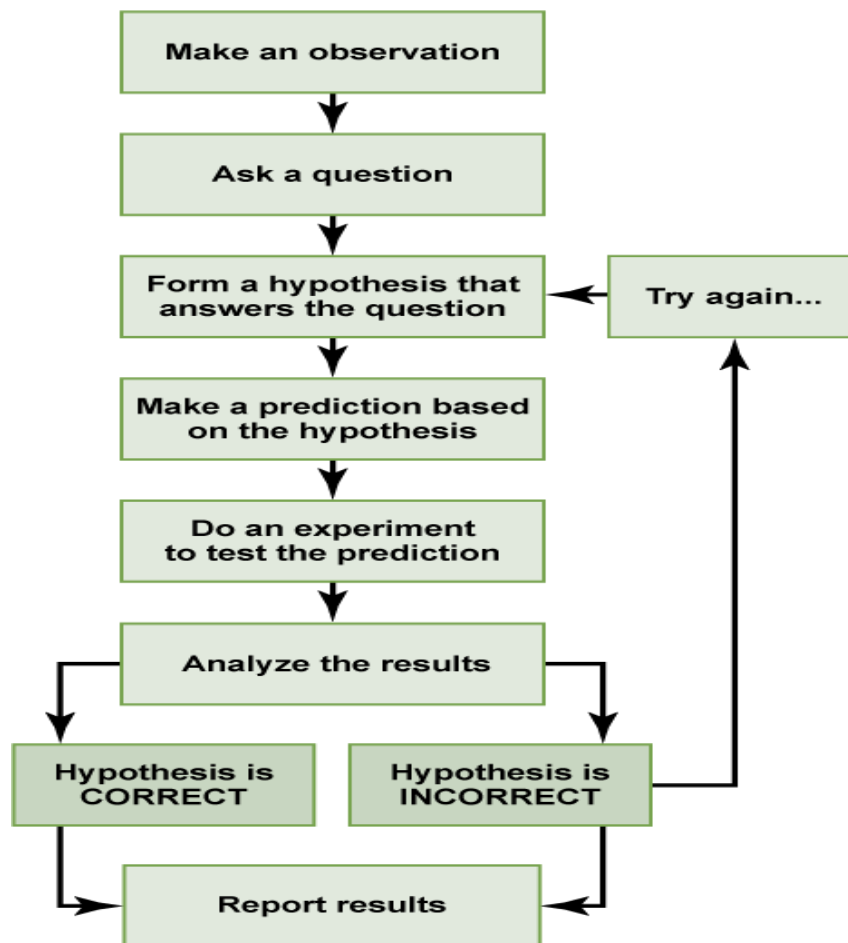 Make an observation
Ask a question
Form a hypothesis that
answers the question
Try again...
Make a prediction based
on the hypothesis
Do an experiment
to test the prediction
Analyze the results
Hypothesis is
CORRECT
Hypothesis is
INCORRECT
Report results